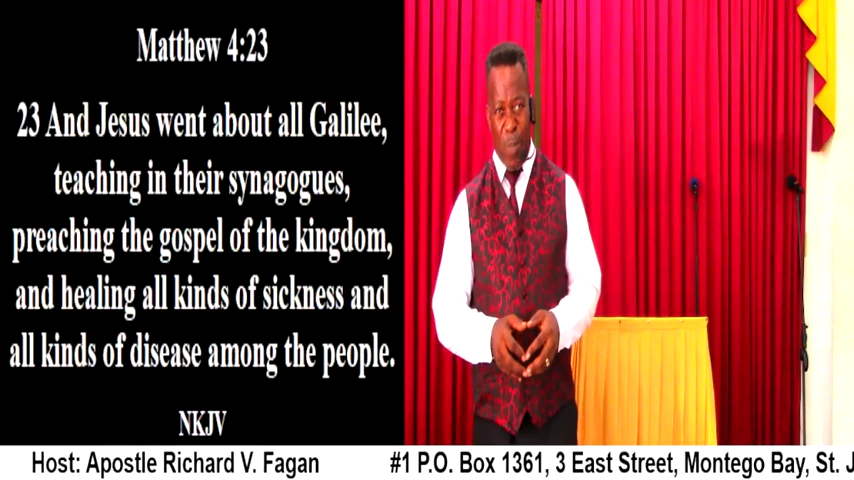 Matthew 4:23
23 And Jesus went about all Galilee,
teaching in their synagogues,
preaching the gospel of the kingdom,
and healing all kinds of sickness and
all kinds of disease among the people.
NKJV
Host: Apostle Richard V. Fagan
#1 P.O. Box 1361, 3 East Street, Montego Bay, St. J